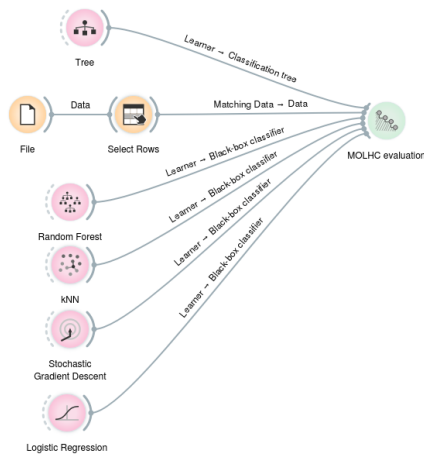 Tree
Learner → Classification tree
Data
Matching Data → Data
File
Select Rows
MOLHC evaluation
Learner → Black-box classifier
Random Forest
Learner → Black-box classifier
kNN
Learner → Black-box classifier
Stochastic
Gradient Descent
Learner → Black-box classifier
Logistic Regression